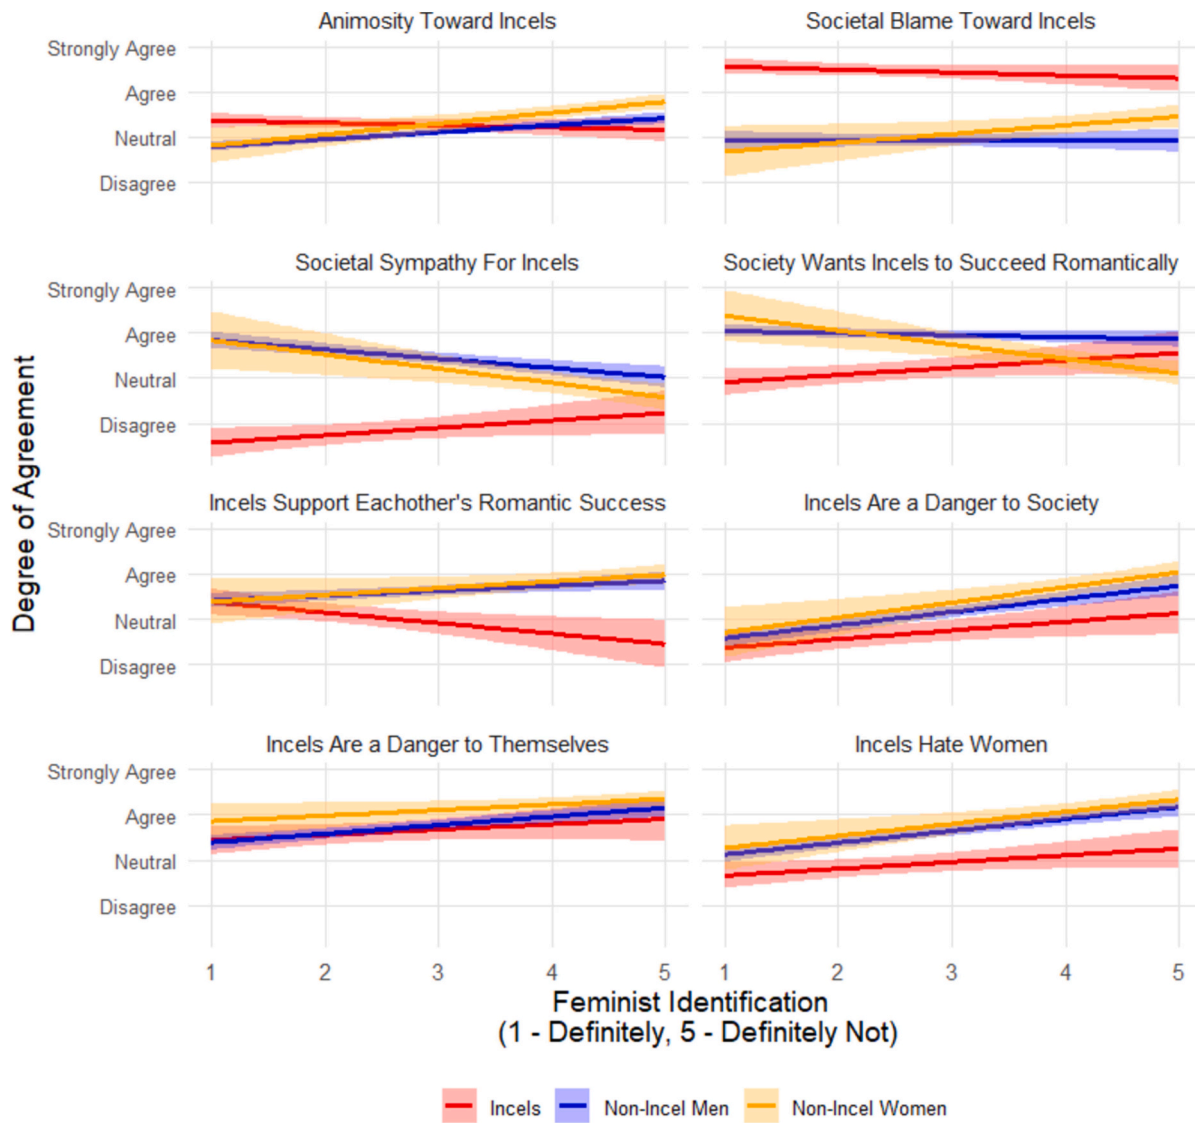 Animosity Toward Incels
Societal Blame Toward Incels
Strongly Agree
Agree
Neutral
Disagree
Societal Sympathy For Incels
Society Wants Incels to Succeed Romantically
Strongly Agree
Agree
Neutral
Disagree
Incels Support Eachother's Romantic Success
Incels Are a Danger to Society
Strongly Agree
Agree
Neutral
Disagree
Incels Are a Danger to Themselves
Incels Hate Women
Strongly Agree
Agree
Neutral
Disagree
Degree of Agreement
1 2 3 4 5
1 2 3 4 5
Feminist Identification
(1 - Definitely, 5 - Definitely Not)
Incels
Non-Incel Men
Non-Incel Women